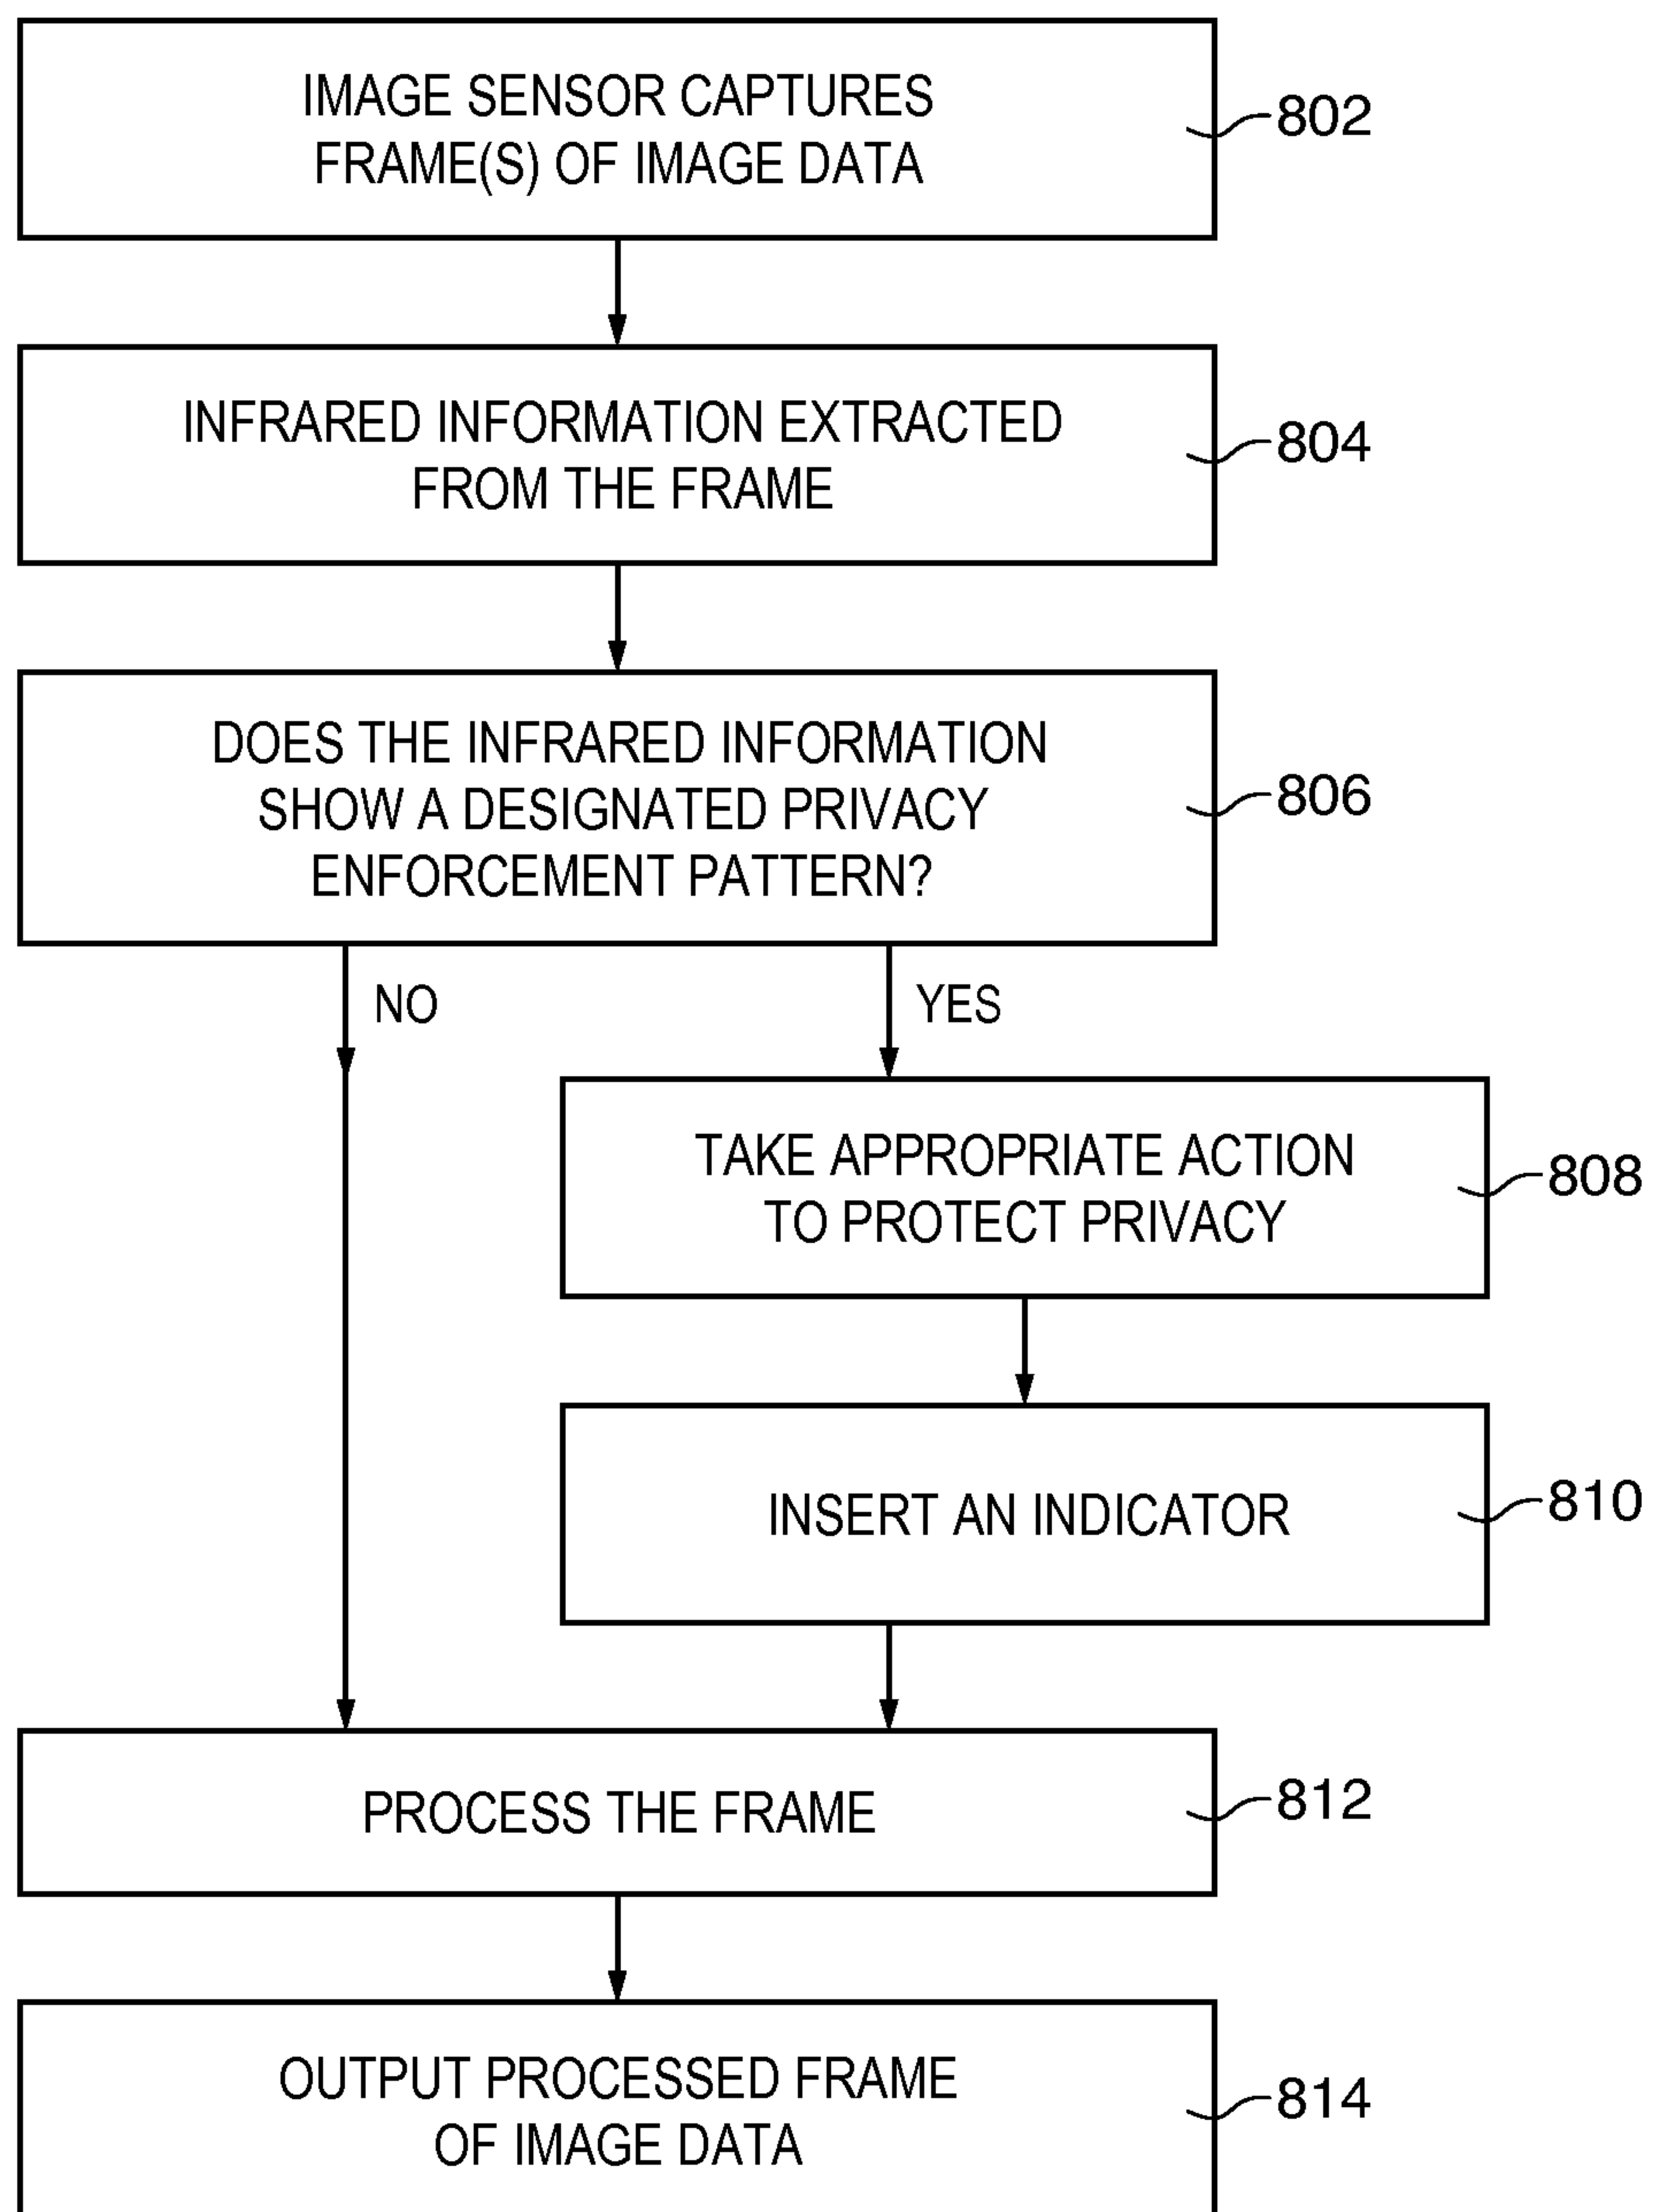 IMAGE SENSOR CAPTURES
FRAME(S) OF IMAGE DATA
802
INFRARED INFORMATION EXTRACTED
FROM THE FRAME
804
DOES THE INFRARED INFORMATION
SHOW A DESIGNATED PRIVACY
ENFORCEMENT PATTERN?
806
NO
YES
TAKE APPROPRIATE ACTION
TO PROTECT PRIVACY
808
INSERT AN INDICATOR
810
PROCESS THE FRAME
812
OUTPUT PROCESSED FRAME
OF IMAGE DATA
814